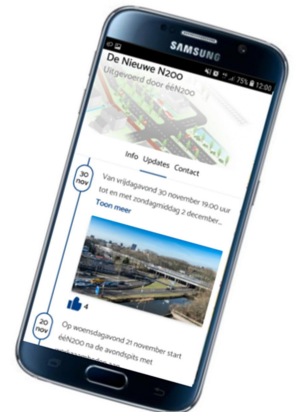 SAMSUNG
75% 12:00
De Nieuwe N200
Uitgevoerd door ééN200
Info Updates Contact
30
nov
Van vrijdagavond 30 november 19.00 uur
tot en met zondagmiddag 2 december...
Toon meer
4
20
nov
Op woensdagavond 21 november start
ééN200 na de avondspits met